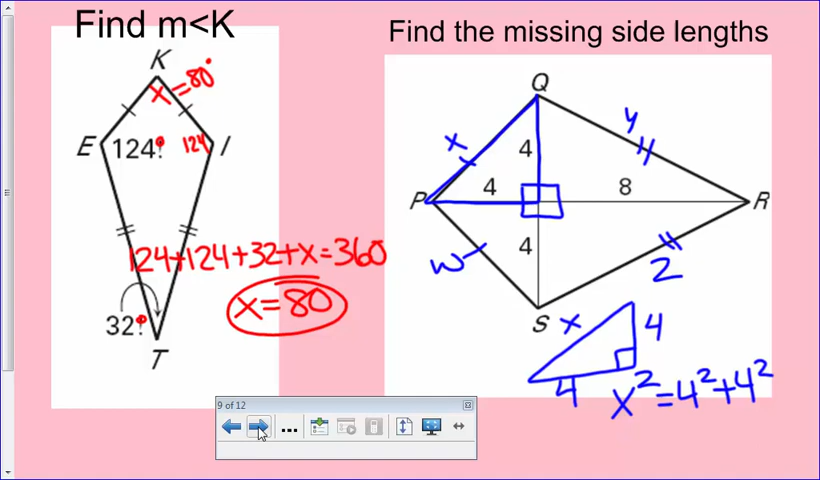 Find m<K
K
x=80°
E 124° 124 I
124+124+32+x=360
x=80
32°
T
Find the missing side lengths
Q
x
y
4
P 4 8 R
4
w
z
S
x
4
4
x²=4²+4²
9 of 12